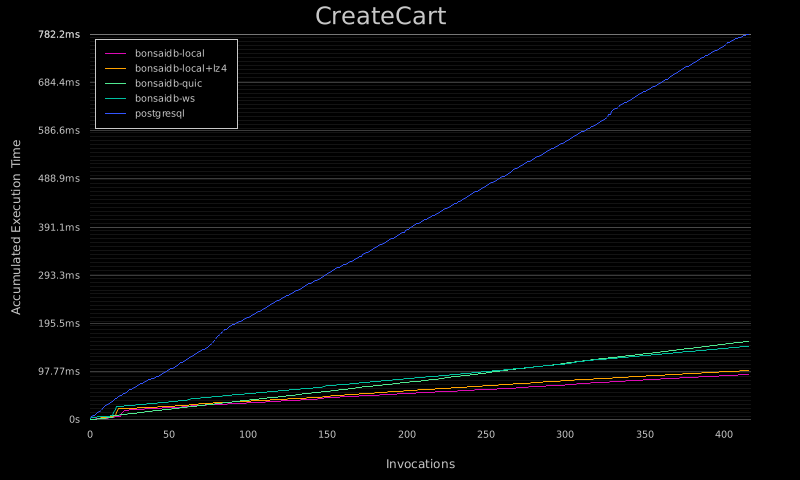 CreateCart
782.2ms
684.4ms
586.6ms
488.9ms
391.1ms
293.3ms
195.5ms
97.77ms
0s
Accumulated Execution Time
bonsaidb-local
bonsaidb-local+lz4
bonsaidb-quic
bonsaidb-ws
postgresql
0 50 100 150 200 250 300 350 400
Invocations